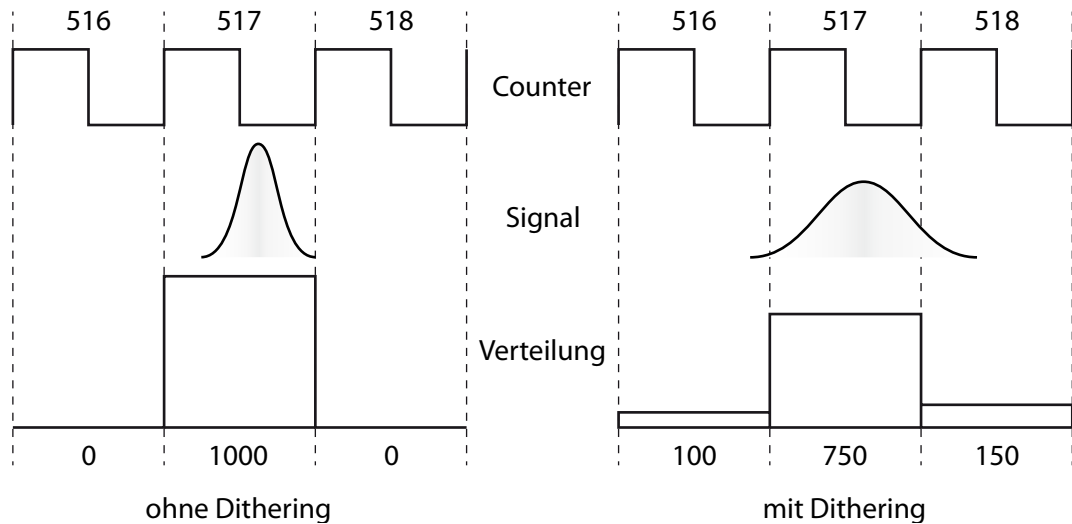 516 517 518 516 517 518
Counter
Signal
Verteilung
0 1000 0 100 750 150
ohne Dithering mit Dithering